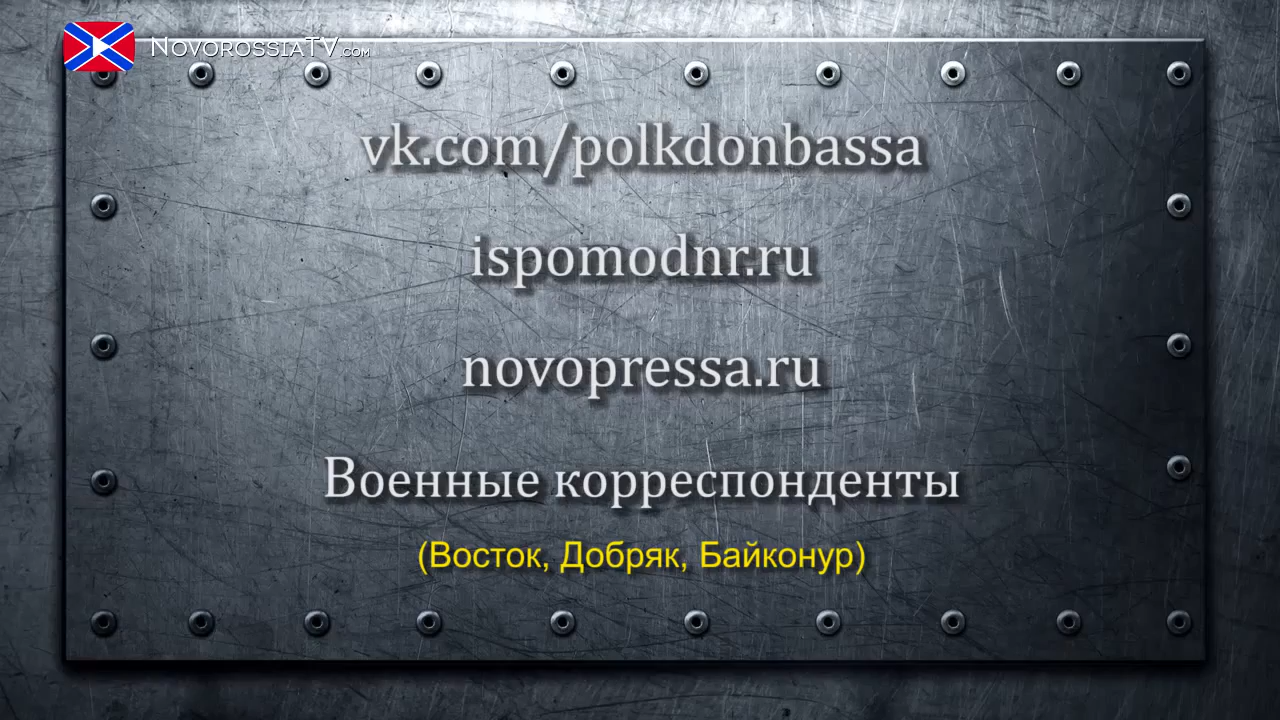 NovorossiaTV.com
vk.com/polkdonbassa
ispomodnr.ru
novopressa.ru
Военные корреспонденты
(Восток, Добряк, Байконур)